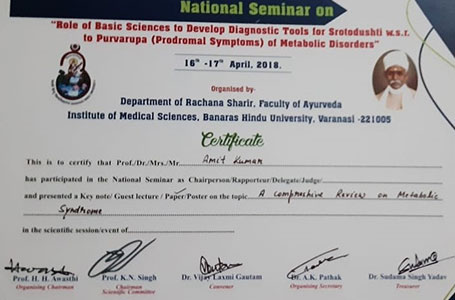 National Seminar on
"Role of Basic Sciences to Develop Diagnostic Tools for Srotodushti w.s.r.
to Purvarupa (Prodromal Symptoms) of Metabolic Disorders"
16th -17th April, 2018.
Organised by-
Department of Rachana Sharir, Faculty of Ayurveda
Institute of Medical Sciences, Banaras Hindu University, Varanasi -221005
Certificate
This is to certify that Prof./Dr./Mrs./Mr. Amit Kumar
has participated in the National Seminar as Chairperson/Rapporteur/Delegate/Judge
and presented a Key note/ Guest lecture / Paper/Poster on the topic A comprehsive Review on Metabolic
Syndrome
in the scientific session/event of
Prof. H. H. Awasthi Prof. K.N. Singh Dr. Vijay Laxmi Gautam Dr. A.K. Pathak Dr. Sudama Singh Yadav
Organising Chairman Chairman Convener Organising Secretary Treasurer
Scientific Committee